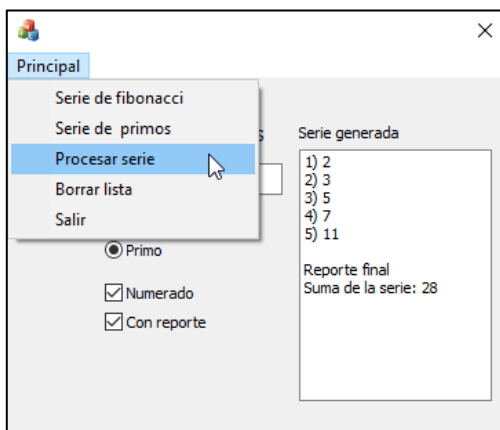 Principal
Serie de fibonacci
Serie de primos
Procesar serie
Borrar lista
Salir
Primo
Numerado
Con reporte
Serie generada
1) 2
2) 3
3) 5
4) 7
5) 11
Reporte final
Suma de la serie: 28